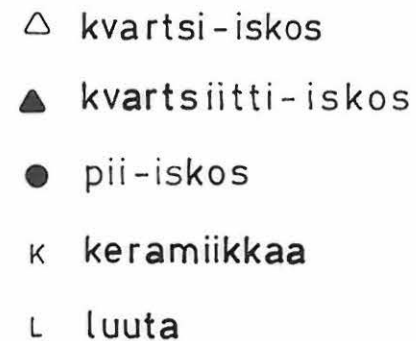 △ kvartsi-iskos
▲ kvartsiitti-iskos
● pii-iskos
K keramiikkaa
L luuta